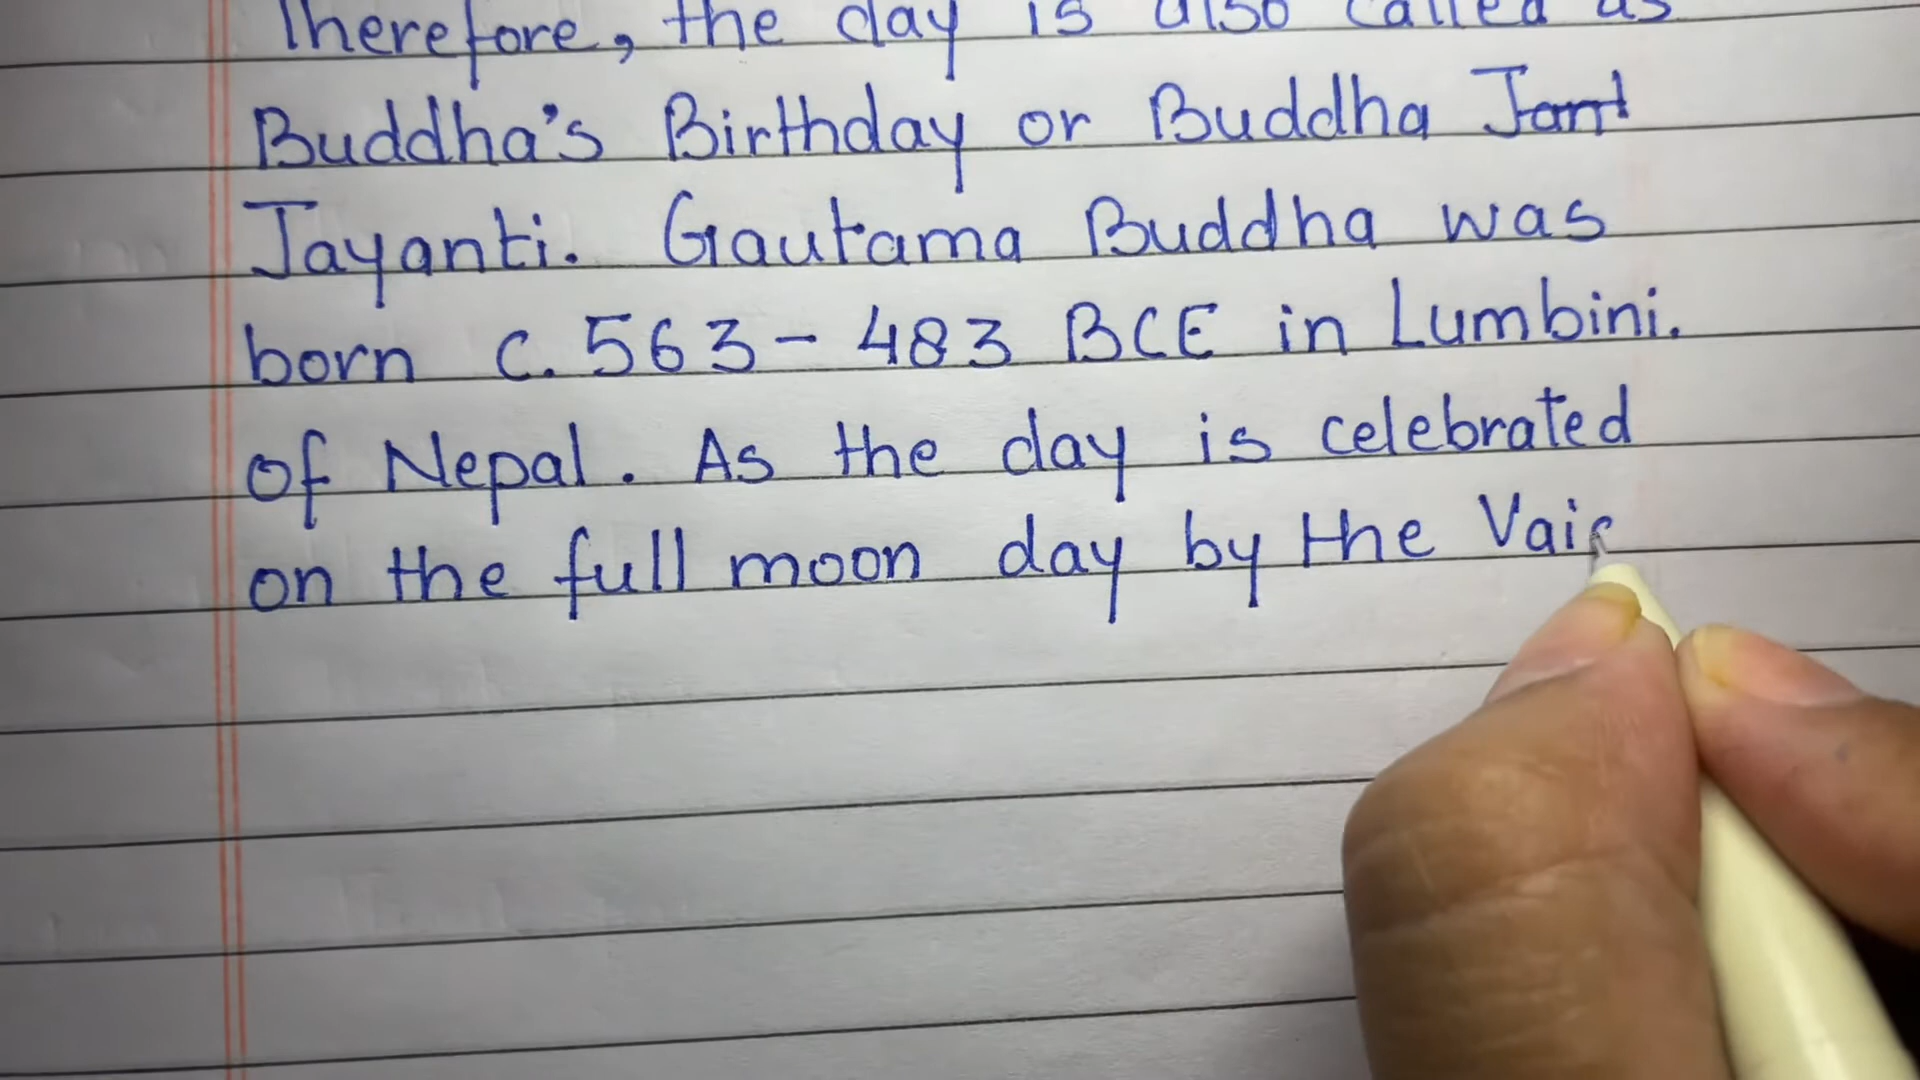 Therefore, the day is also called as
Buddha's Birthday or Buddha Jant
Jayanti. Gautama Buddha was
born c. 563 - 483 BCE in Lumbini.
of Nepal. As the day is celebrated
on the full moon day by the Vais